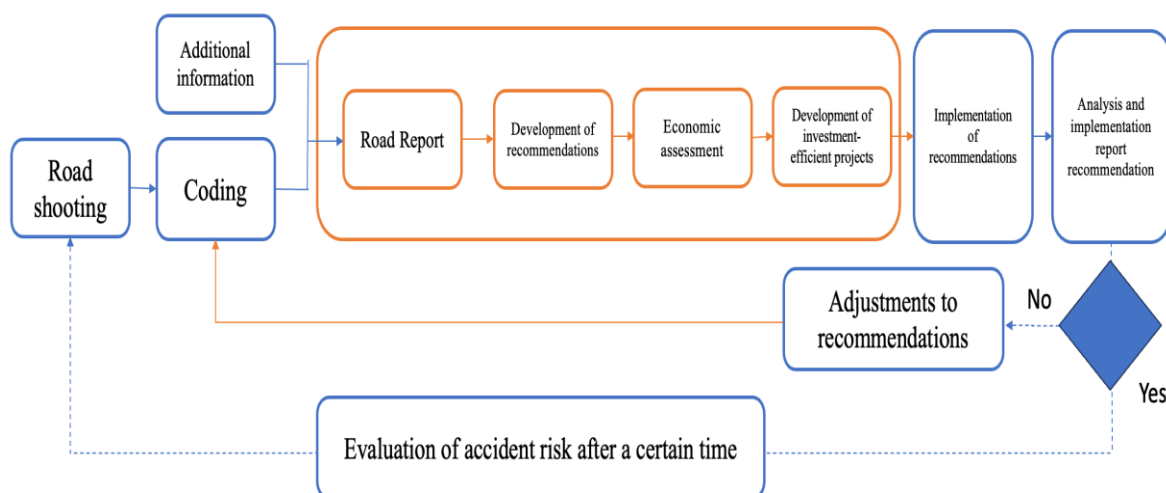 Additional
information
Road
shooting
Coding
Road Report
Development of
recommendations
Economic
assessment
Development of
investment-
efficient projects
Implementation
of
recommendations
Analysis and
implementation
report
recommendation
Adjustments to
recommendations
No
Yes
Evaluation of accident risk after a certain time